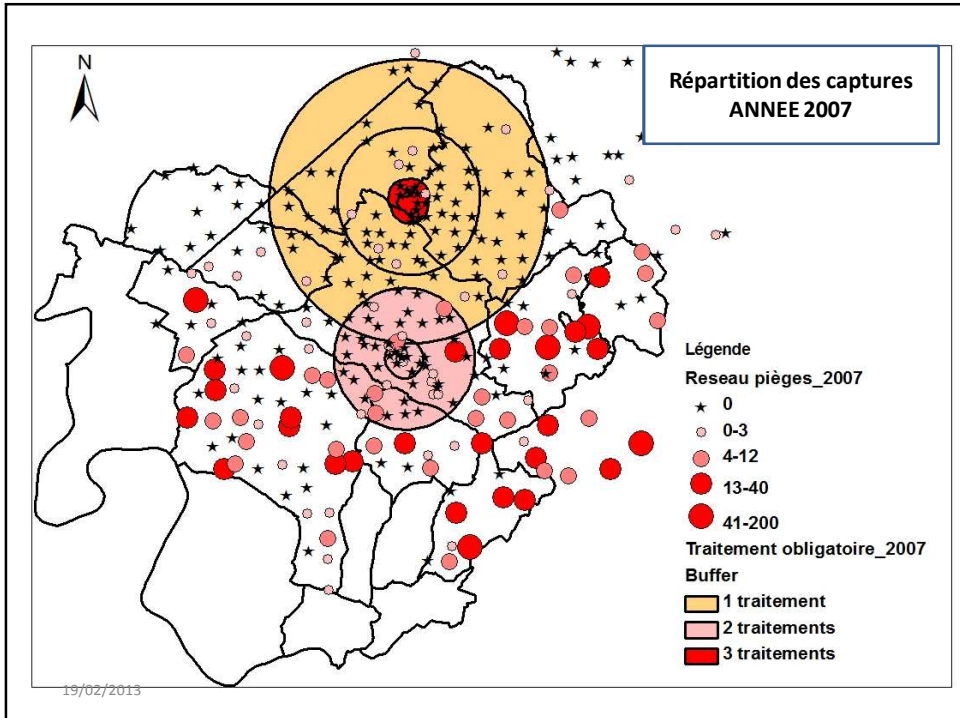 N
Répartition des captures
ANNEE 2007
Légende
Reseau pièges_2007
0
0-3
4-12
13-40
41-200
Traitement obligatoire_2007
Buffer
1 traitement
2 traitements
3 traitements
19/02/2013